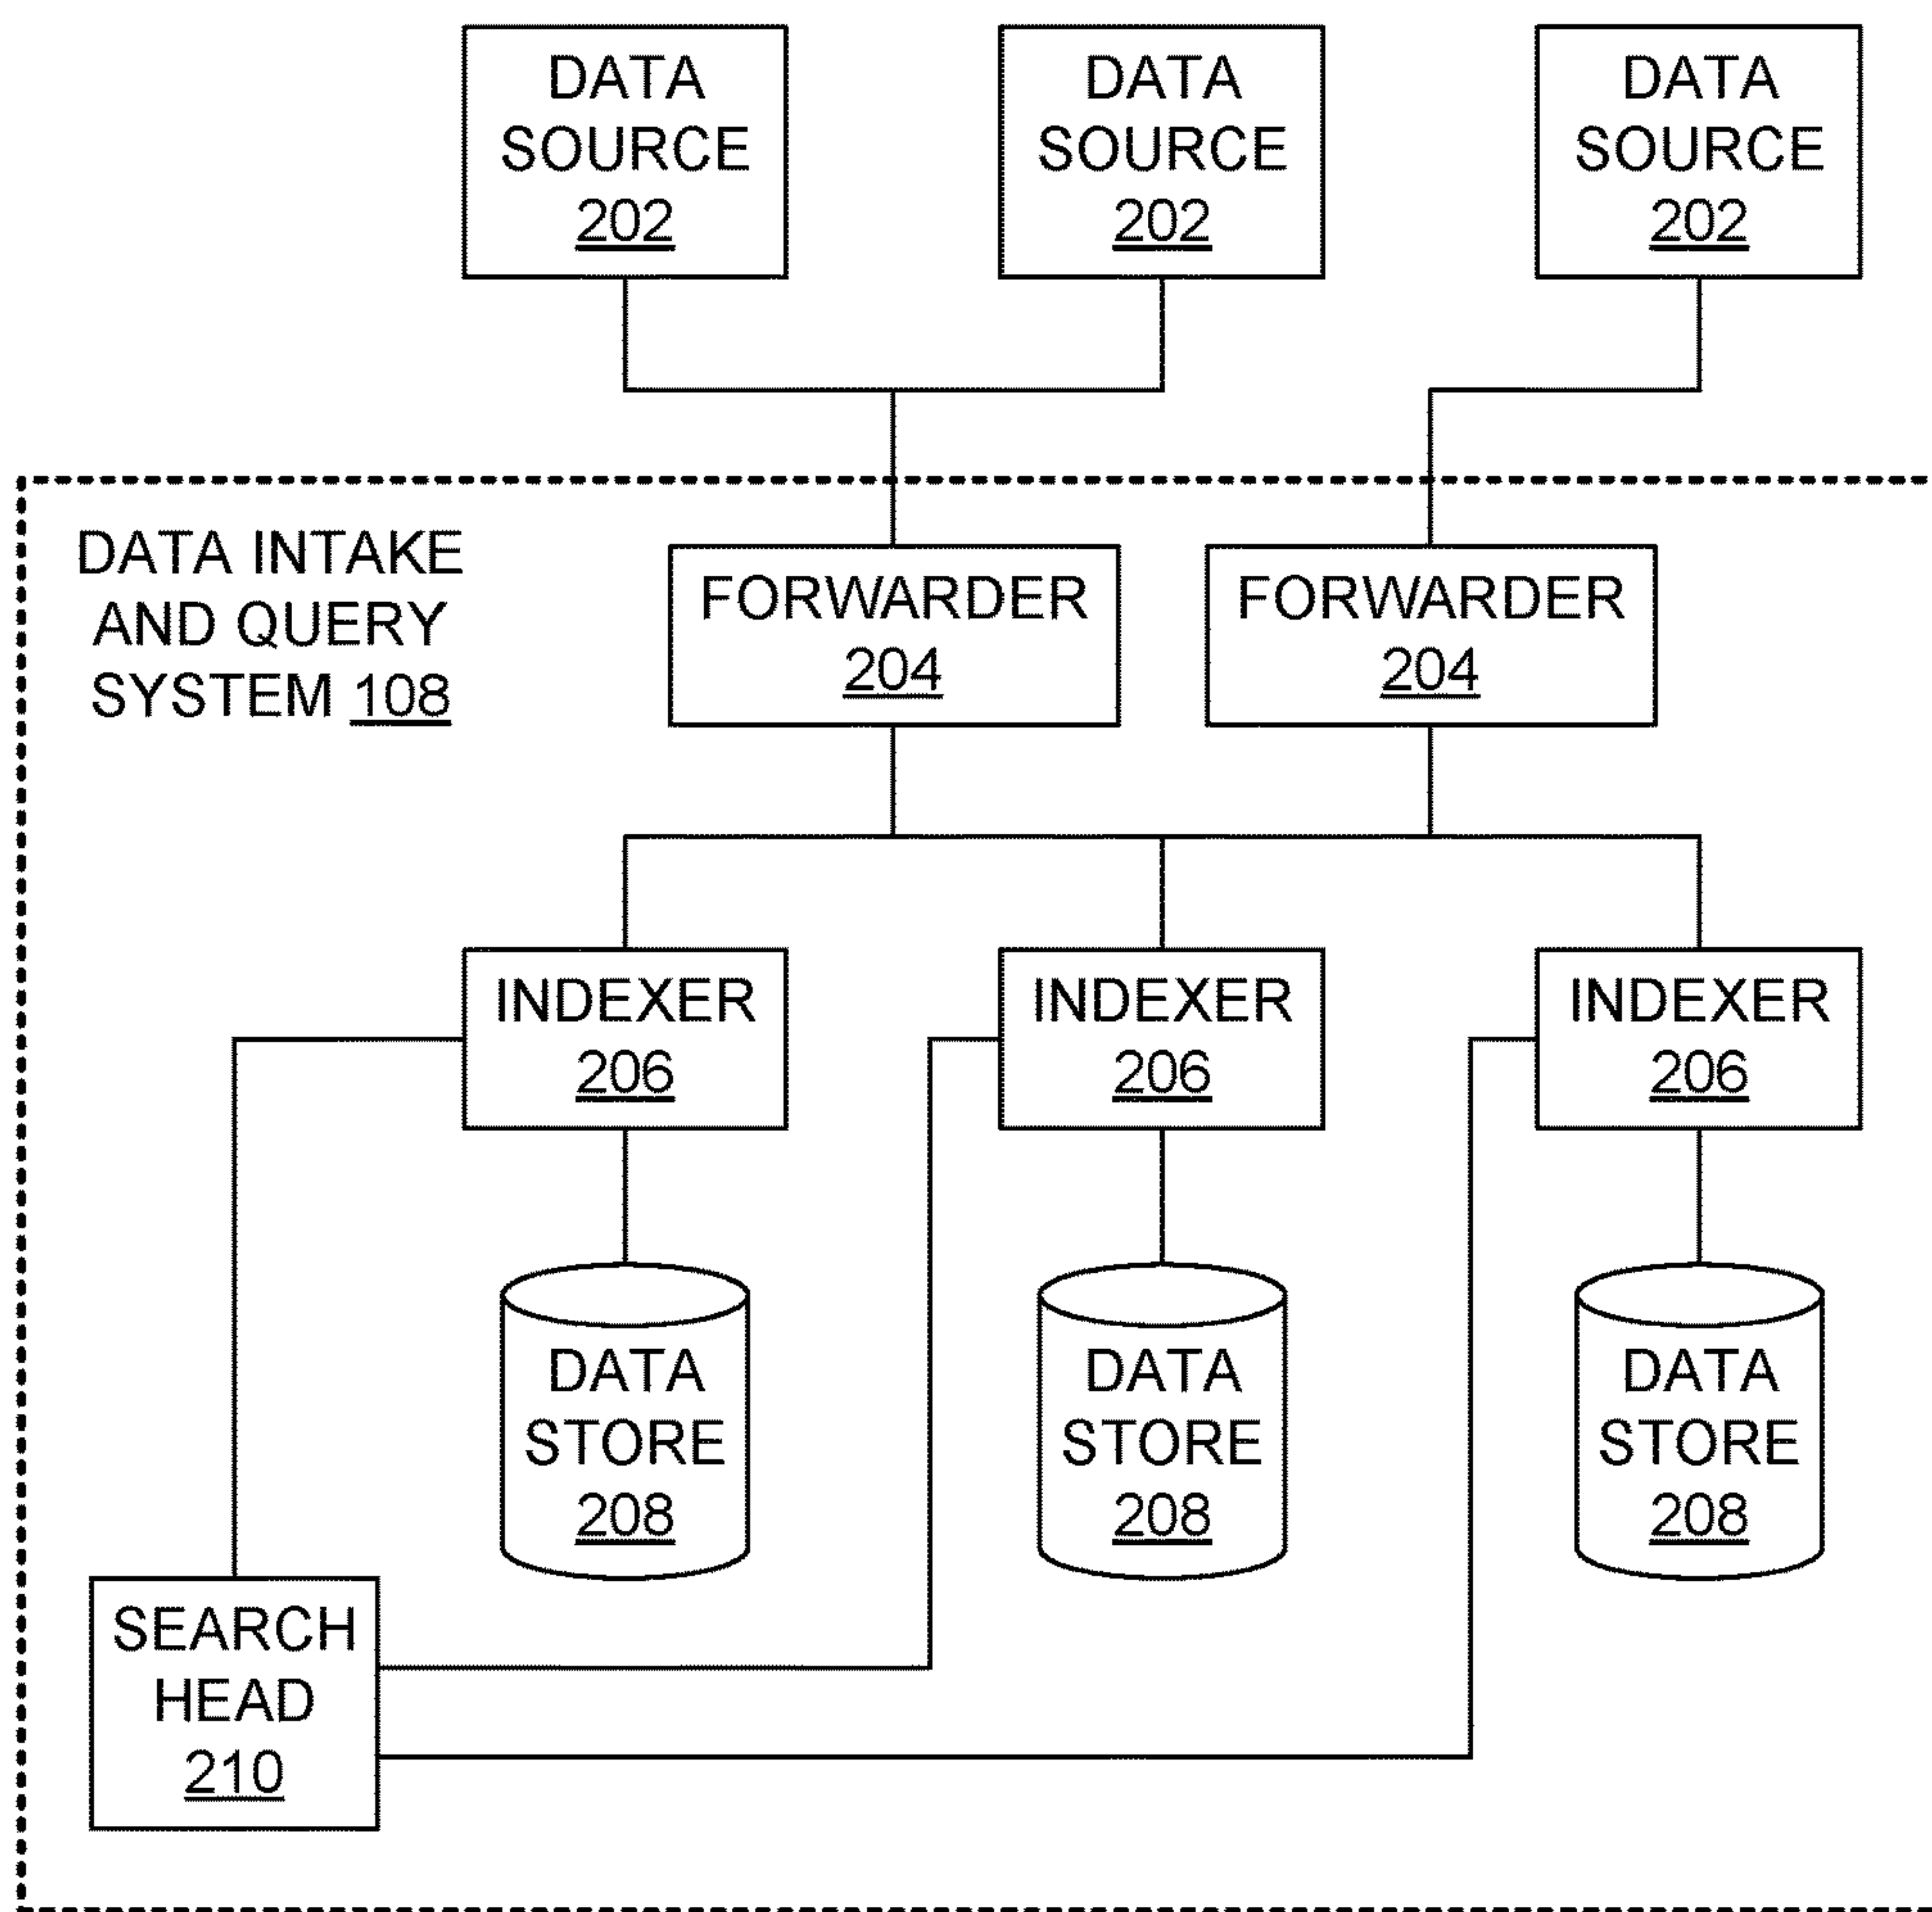 DATA
SOURCE
202
DATA
SOURCE
202
DATA
SOURCE
202
DATA INTAKE
AND QUERY
SYSTEM 108
FORWARDER
204
FORWARDER
204
INDEXER
206
INDEXER
206
INDEXER
206
DATA
STORE
208
DATA
STORE
208
DATA
STORE
208
SEARCH
HEAD
210